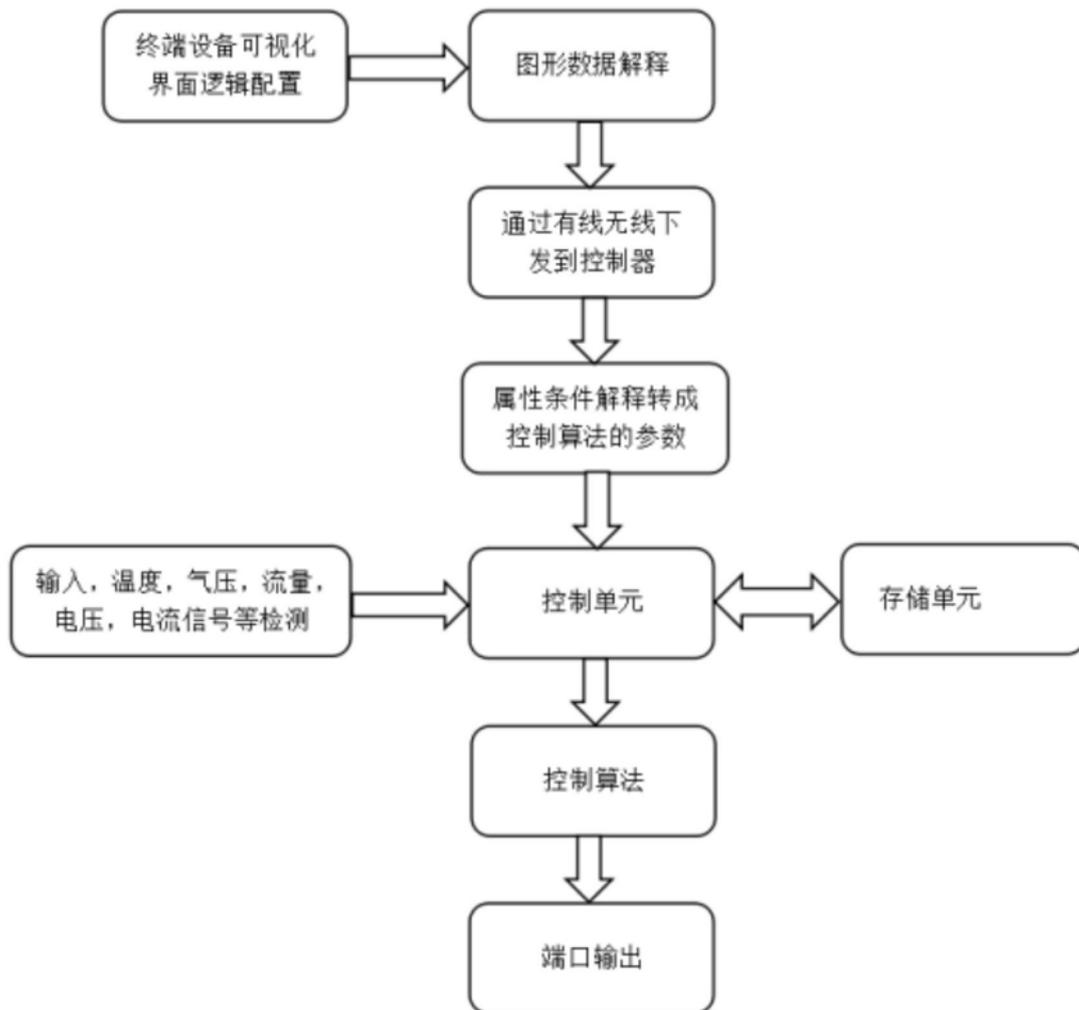 终端设备可视化
界面逻辑配置
图形数据解释
通过有线无线下
发到控制器
属性条件解释转成
控制算法的参数
输入，温度，气压，流量，
电压，电流信号等检测
控制单元
存储单元
控制算法
端口输出